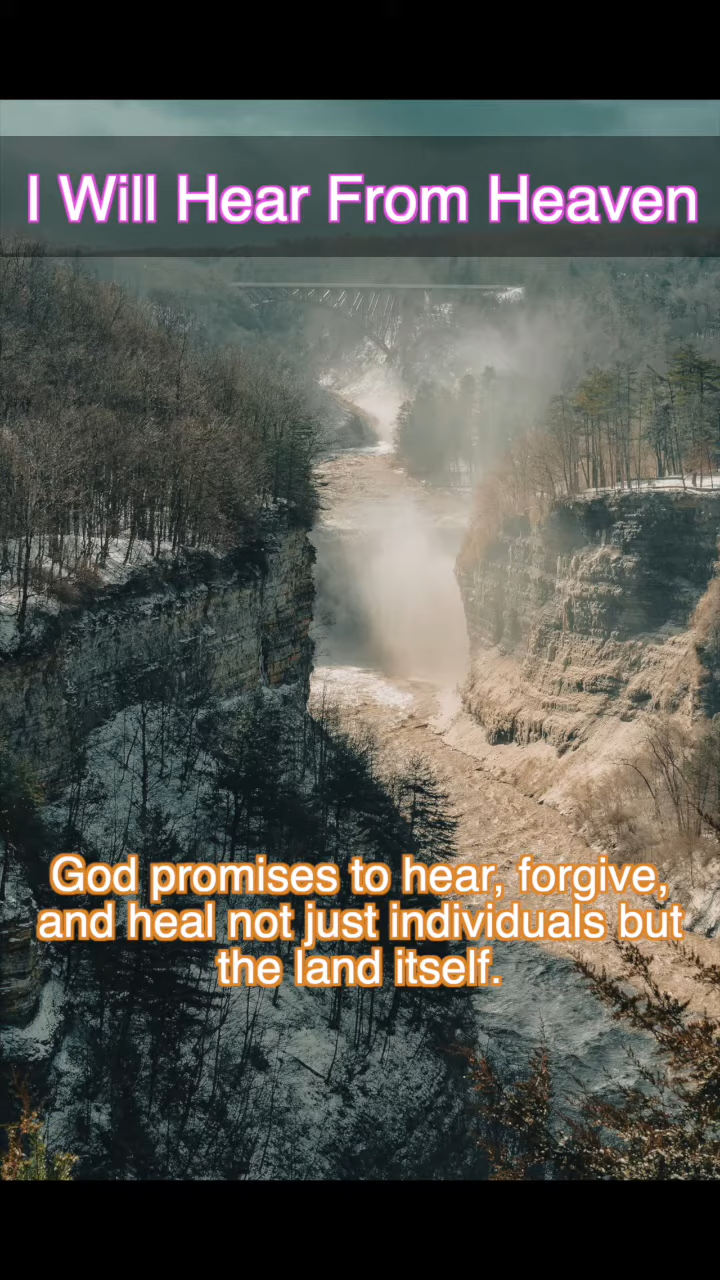 I Will Hear From Heaven
God promises to hear, forgive,
and heal not just individuals but
the land itself.